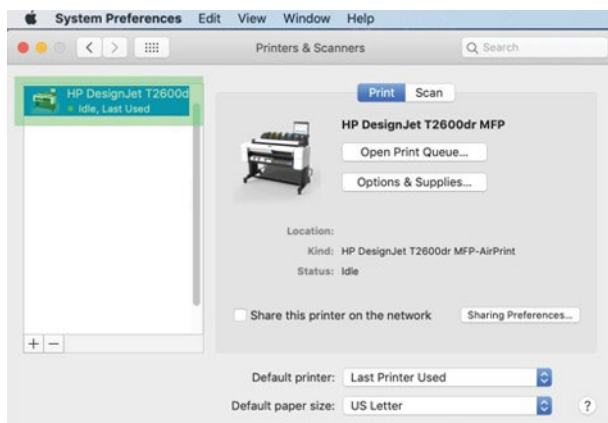 System Preferences Edit View Window Help
Printers & Scanners
Search
HP DesignJet T2600d
Idle, Last Used
Print Scan
HP DesignJet T2600dr MFP
Open Print Queue...
Options & Supplies...
Location:
Kind: HP DesignJet T2600dr MFP-AirPrint
Status: Idle
Share this printer on the network Sharing Preferences...
+ −
Default printer: Last Printer Used
Default paper size: US Letter
?